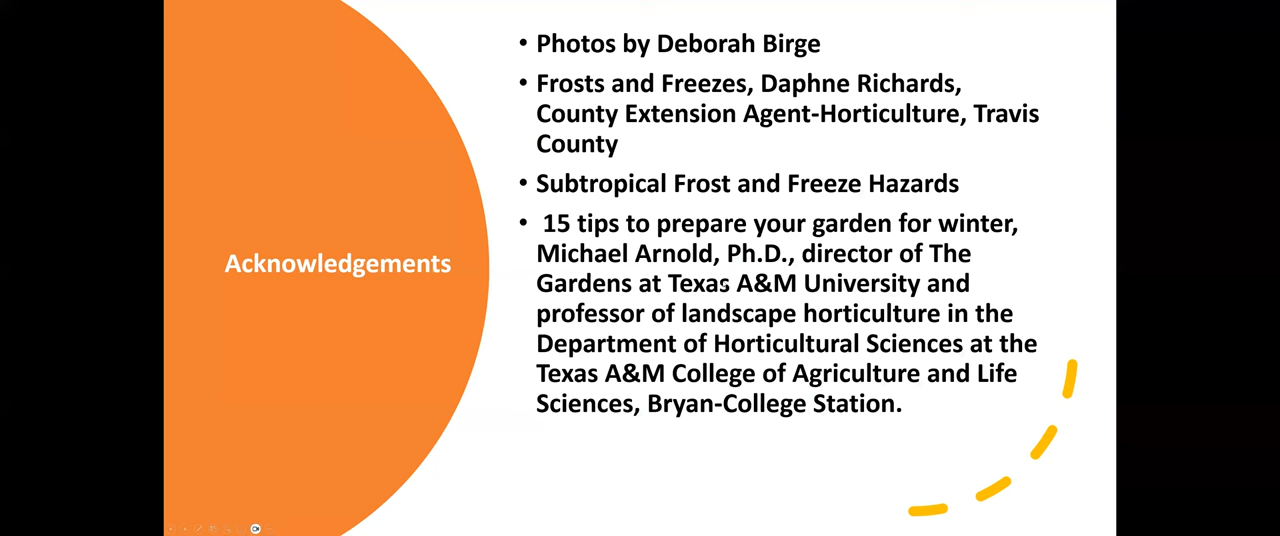 Acknowledgements
• Photos by Deborah Birge
• Frosts and Freezes, Daphne Richards,
County Extension Agent-Horticulture, Travis
County
• Subtropical Frost and Freeze Hazards
• 15 tips to prepare your garden for winter,
Michael Arnold, Ph.D., director of The
Gardens at Texas A&M University and
professor of landscape horticulture in the
Department of Horticultural Sciences at the
Texas A&M College of Agriculture and Life
Sciences, Bryan-College Station.